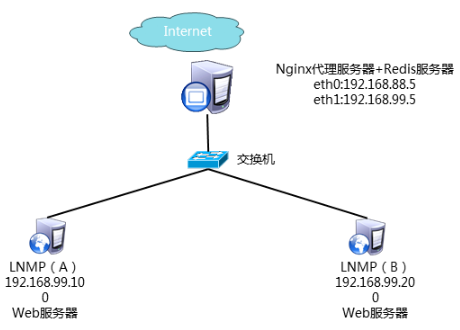 Internet
Nginx代理服务器+Redis服务器
eth0:192.168.88.5
eth1:192.168.99.5
交换机
LNMP（A）
192.168.99.10
0
Web服务器
LNMP（B）
192.168.99.20
0
Web服务器